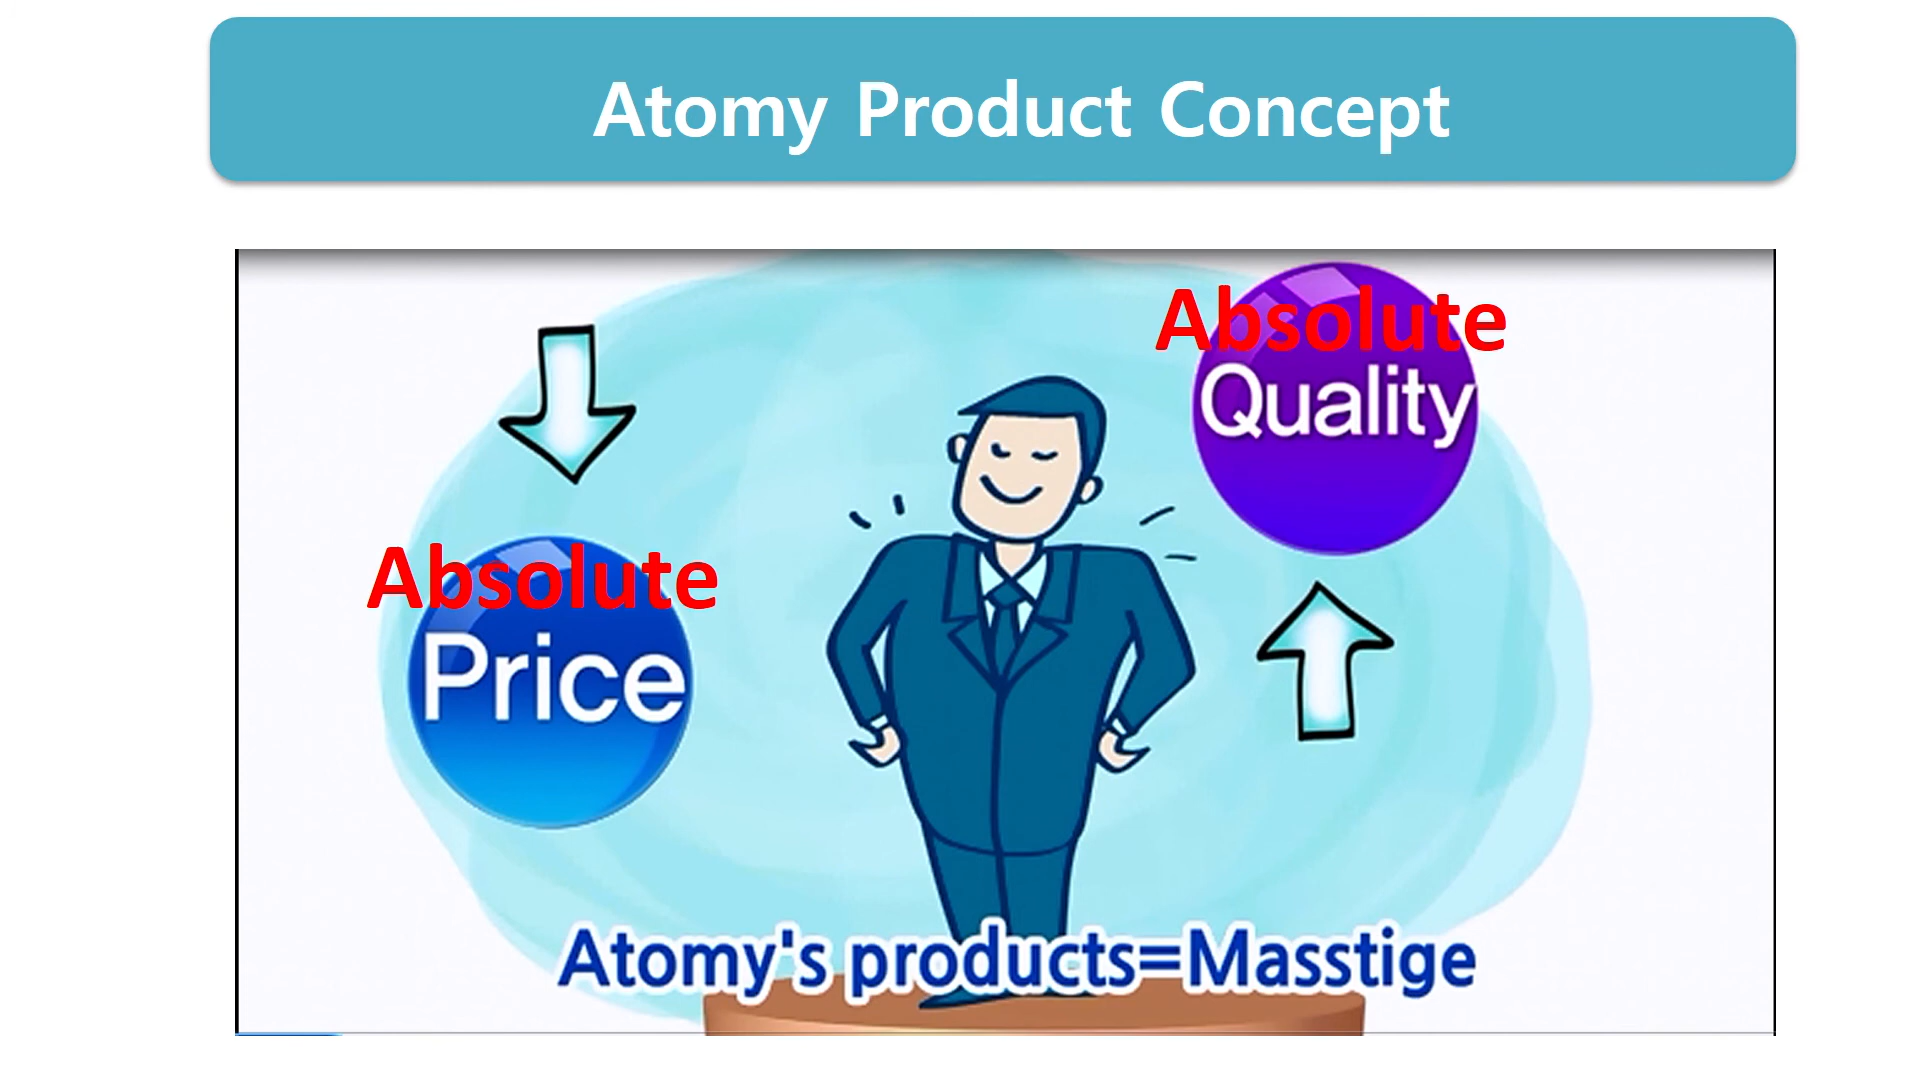 Atomy Product Concept
Absolute
Quality
Absolute
Price
Atomy's products=Masstige